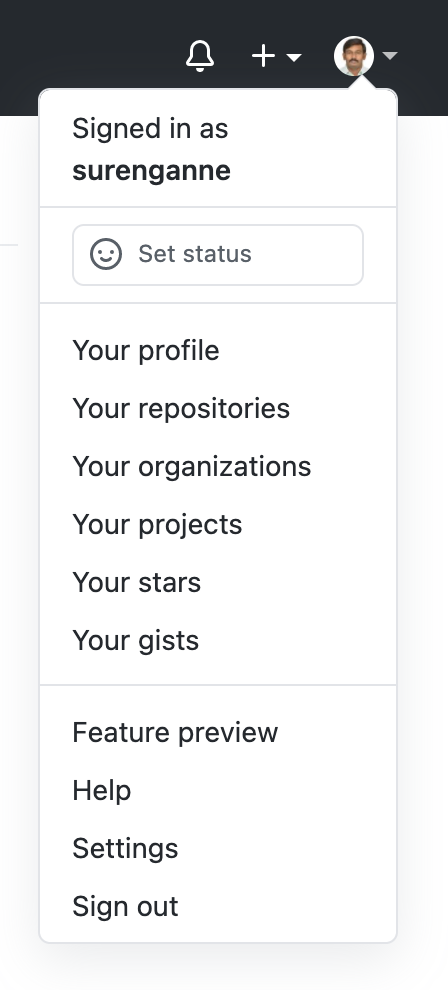 Signed in as
surenganne
Set status
Your profile
Your repositories
Your organizations
Your projects
Your stars
Your gists
Feature preview
Help
Settings
Sign out